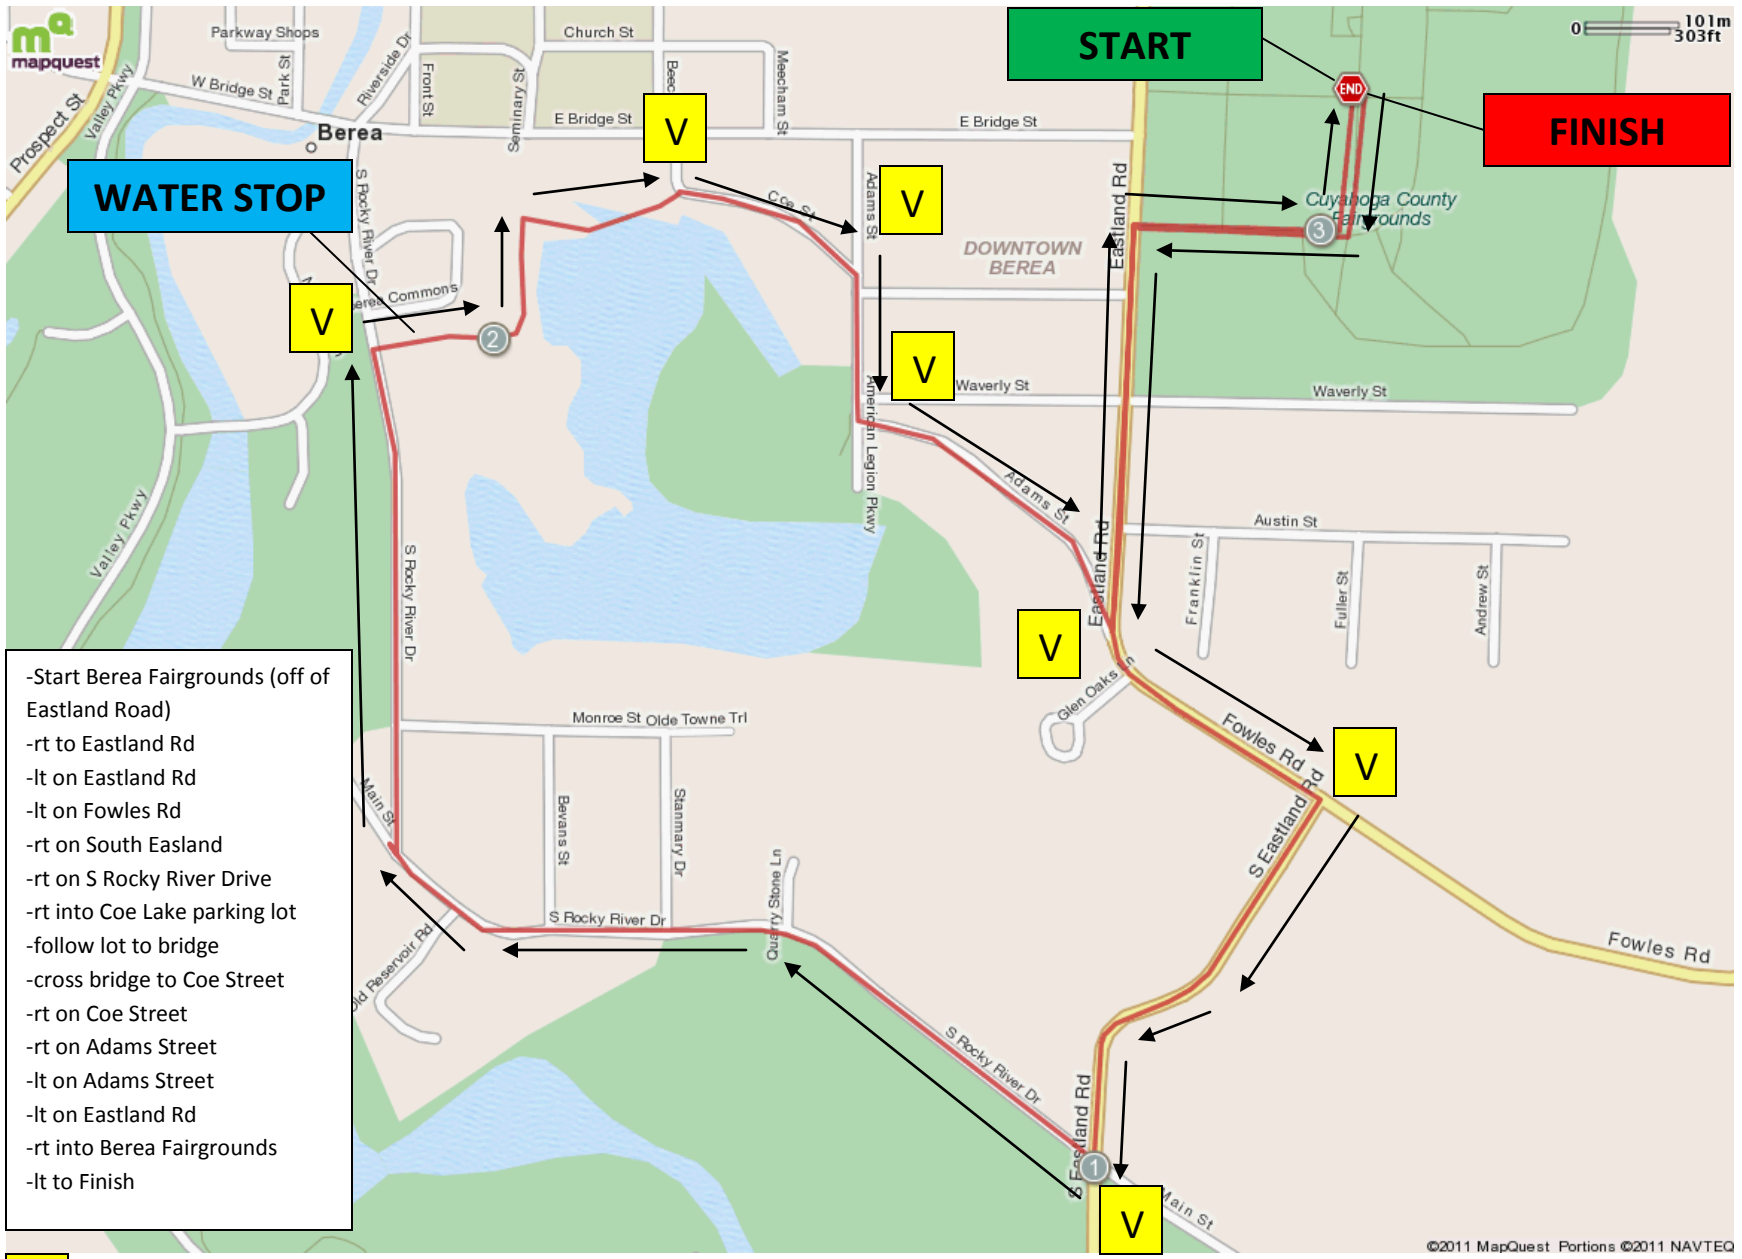 mapquest
Parkway Shops
Church St
START
0
101m
303ft
Prospect St
Valley Pkwy
W Bridge St
Park St
Riverside Dr
Front St
Seminary St
Meecham St
END
Berea
E Bridge St
V
E Bridge St
FINISH
WATER STOP
S Rocky River Dr
Coe St
Adams St
V
Eastland Rd
Cuyahoga County
Fairgrounds
3
DOWNTOWN
BEREA
Berea Commons
V
2
V
American Legion Pkwy
Waverly St
Waverly St
Valley Pkwy
Adams St
Eastland Rd
Austin St
Franklin St
Fuller St
Andrew St
S Rocky River Dr
V
Glen Oaks Ln
-Start Berea Fairgrounds (off of
Eastland Road)
-rt to Eastland Rd
-lt on Eastland Rd
-lt on Fowles Rd
-rt on South Easland
-rt on S Rocky River Drive
-rt into Coe Lake parking lot
-follow lot to bridge
-cross bridge to Coe Street
-rt on Coe Street
-rt on Adams Street
-lt on Adams Street
-lt on Eastland Rd
-rt into Berea Fairgrounds
-lt to Finish
Monroe St
Olde Towne Trl
Fowles Rd
V
Main St
Bevans St
Stanmary Dr
Quarry Stone Ln
S Eastland Rd
S Rocky River Dr
Old Reservoir Rd
Fowles Rd
S Rocky River Dr
S Eastland Rd
1
V
Main St
©2011 MapQuest Portions ©2011 NAVTEQ